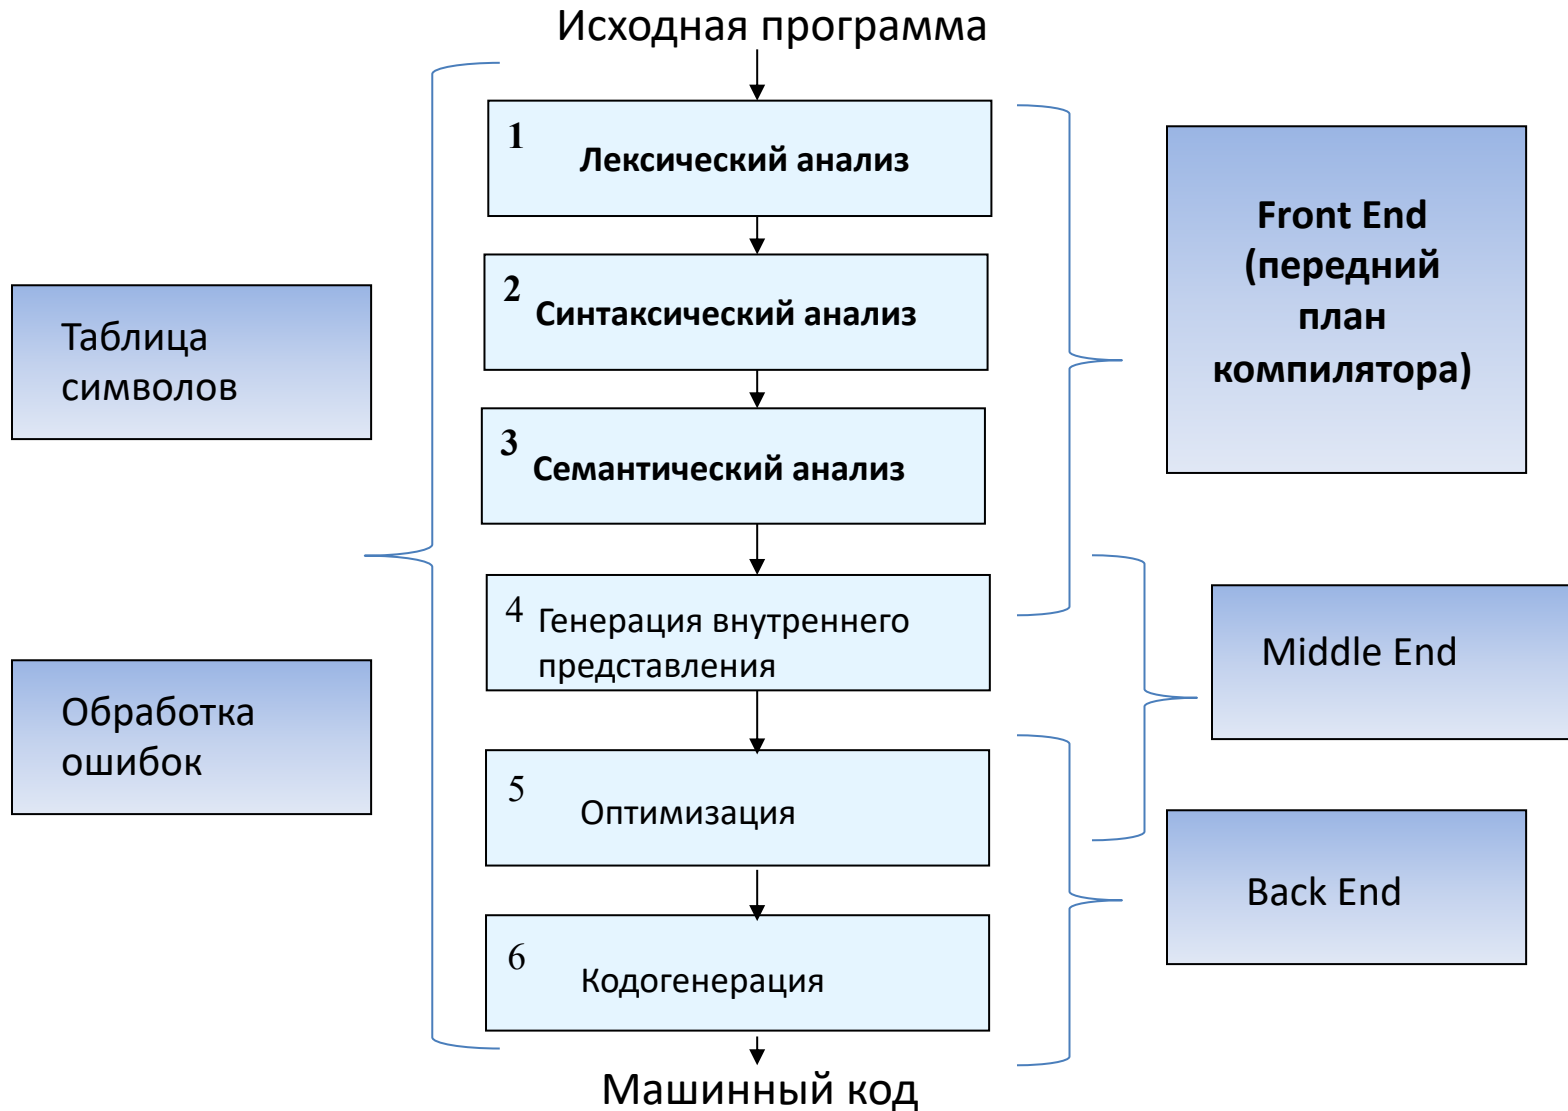 Исходная программа
1
Лексический анализ
2
Синтаксический анализ
3
Семантический анализ
4
Генерация внутреннего
представления
5
Оптимизация
6
Кодогенерация
Машинный код
Таблица
символов
Обработка
ошибок
Front End
(передний
план
компилятора)
Middle End
Back End